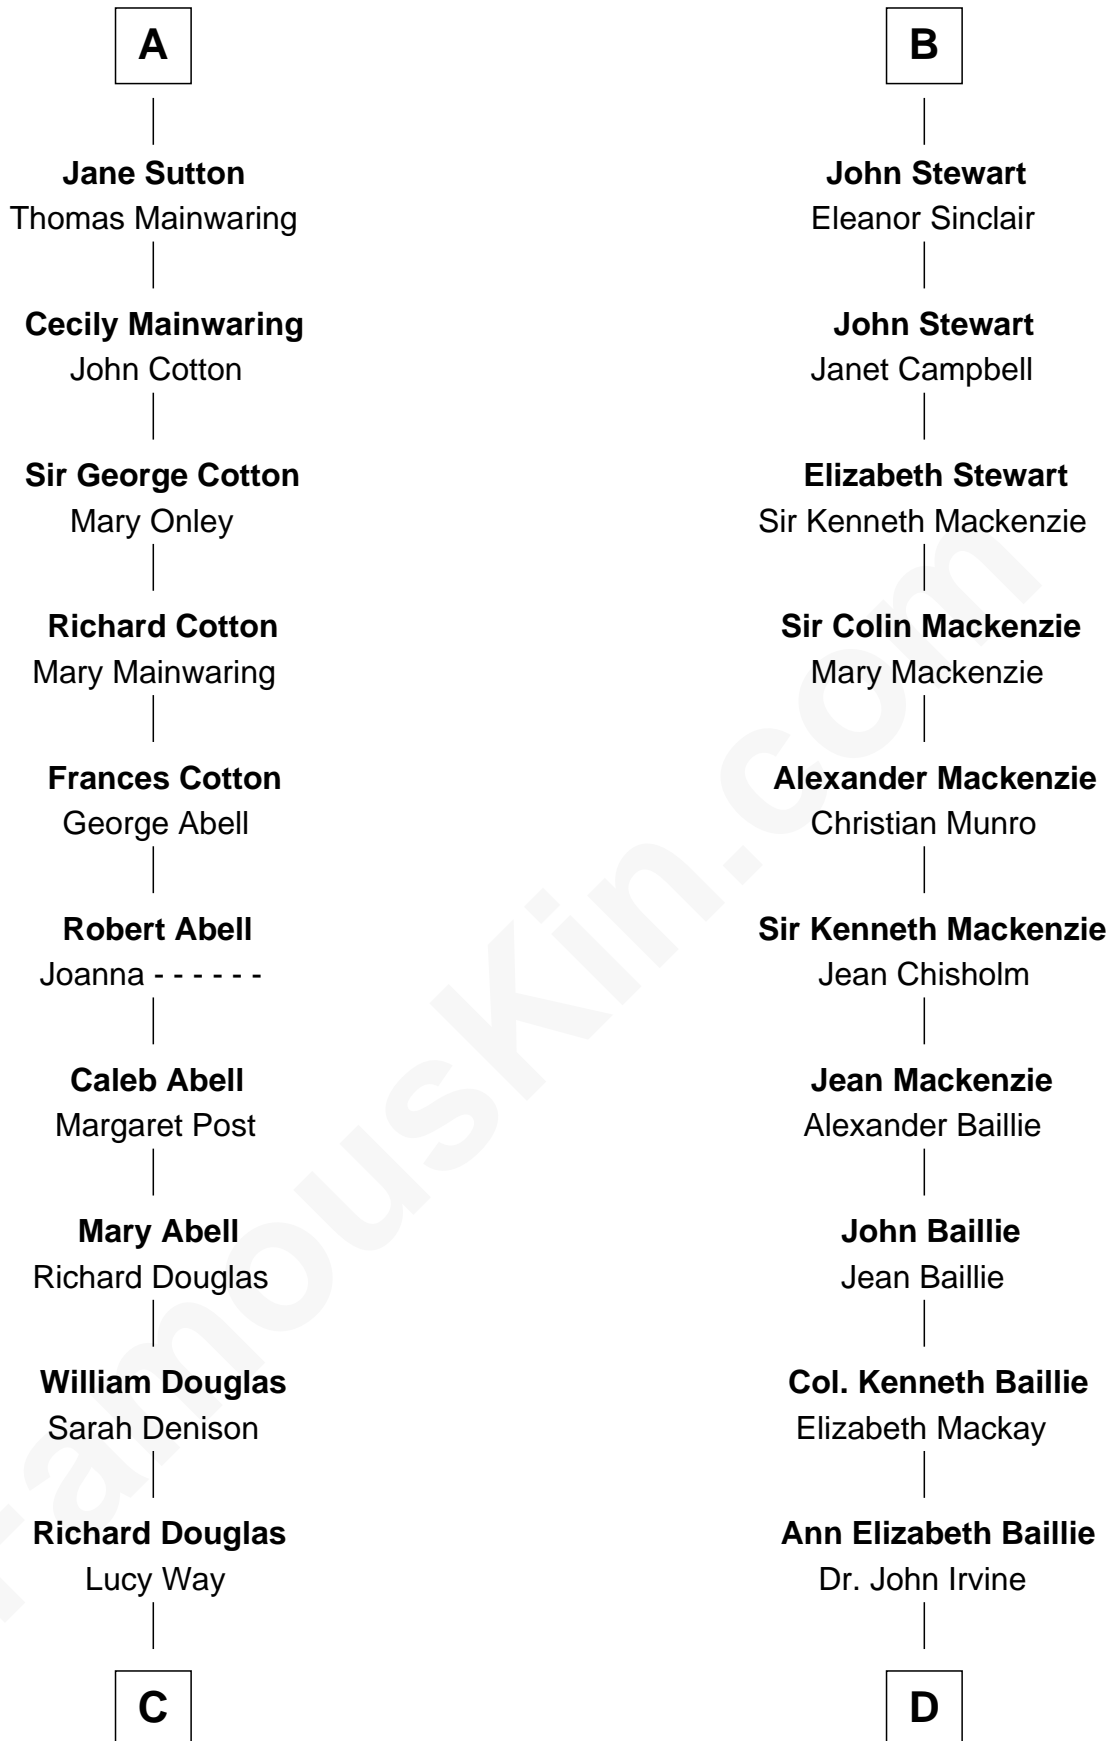 A
Jane Sutton
Thomas Mainwaring
Cecily Mainwaring
John Cotton
Sir George Cotton
Mary Onley
Richard Cotton
Mary Mainwaring
Frances Cotton
George Abell
Robert Abell
Joanna - - - - - -
Caleb Abell
Margaret Post
Mary Abell
Richard Douglas
William Douglas
Sarah Denison
Richard Douglas
Lucy Way
C
B
John Stewart
Eleanor Sinclair
John Stewart
Janet Campbell
Elizabeth Stewart
Sir Kenneth Mackenzie
Sir Colin Mackenzie
Mary Mackenzie
Alexander Mackenzie
Christian Munro
Sir Kenneth Mackenzie
Jean Chisholm
Jean Mackenzie
Alexander Baillie
John Baillie
Jean Baillie
Col. Kenneth Baillie
Elizabeth Mackay
Ann Elizabeth Baillie
Dr. John Irvine
D
FamousKin.com